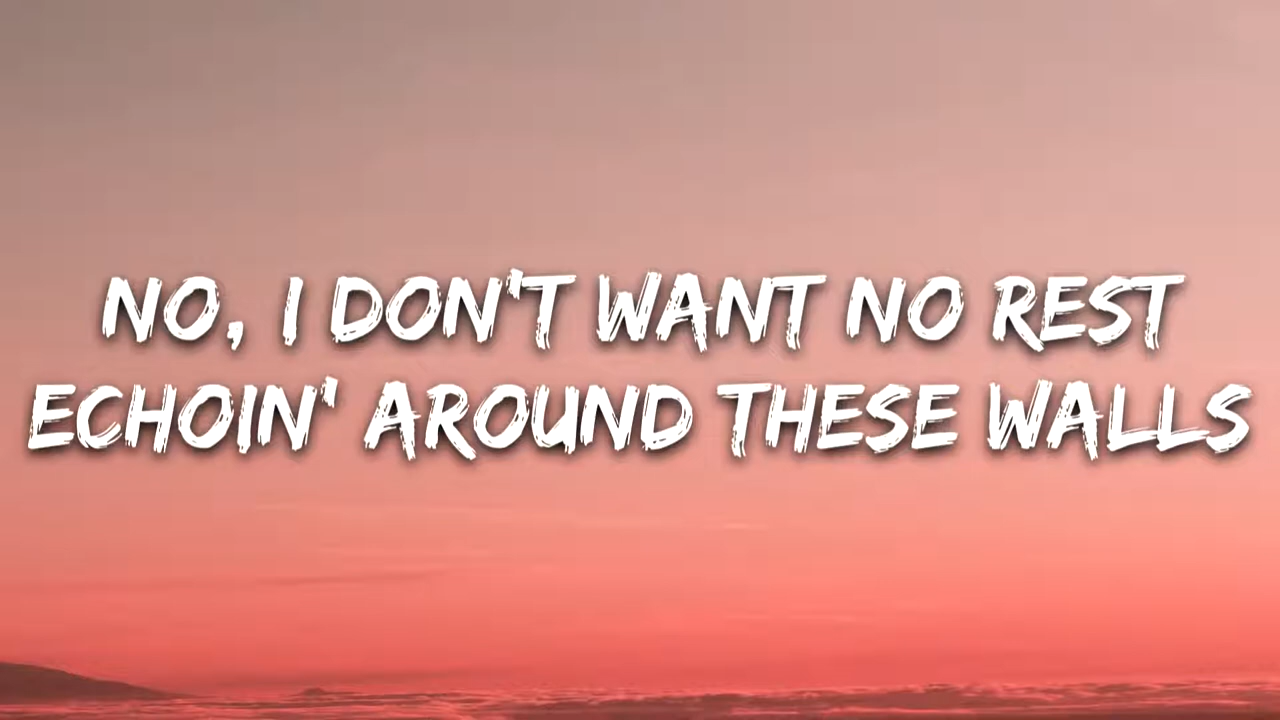 NO, I DON'T WANT NO REST
ECHOIN' AROUND THESE WALLS